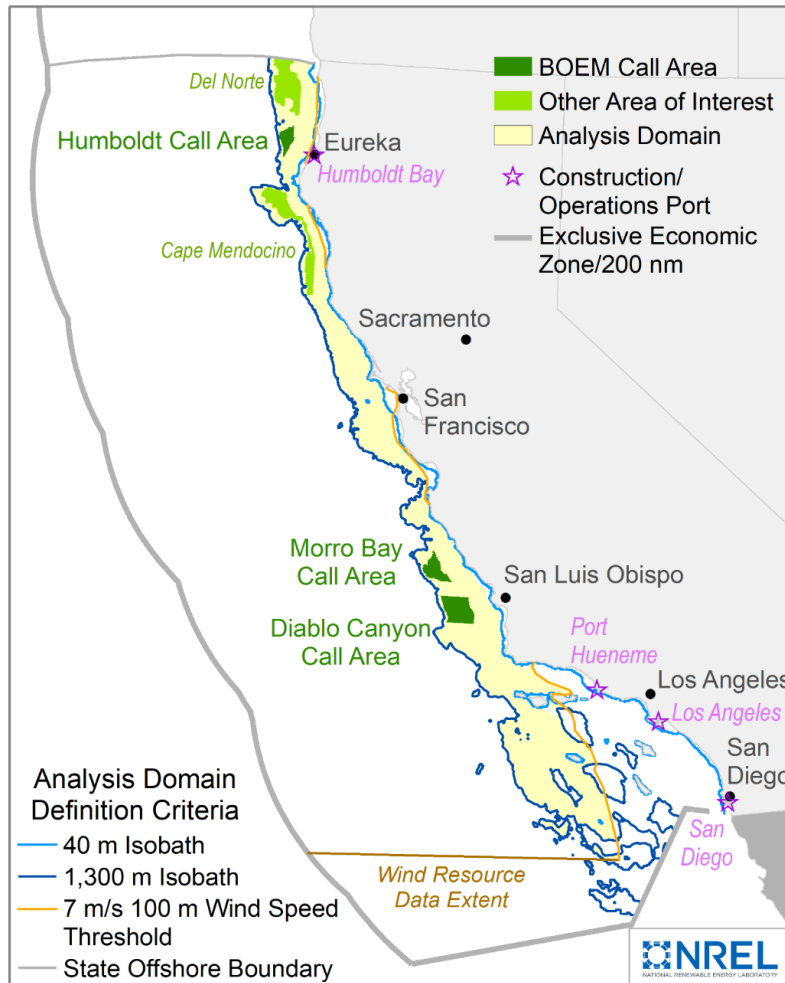 BOEM Call Area
Other Area of Interest
Analysis Domain
Construction/
Operations Port
Exclusive Economic
Zone/200 nm
Del Norte
Humboldt Call Area
Eureka
Humboldt Bay
Cape Mendocino
Sacramento
San
Francisco
Morro Bay
Call Area
San Luis Obispo
Diablo Canyon
Call Area
Port
Hueneme
Los Angeles
Los Angeles
San
Diego
San
Diego
Wind Resource
Data Extent
Analysis Domain
Definition Criteria
40 m Isobath
1,300 m Isobath
7 m/s 100 m Wind Speed
Threshold
State Offshore Boundary
NREL
NATIONAL RENEWABLE ENERGY LABORATORY